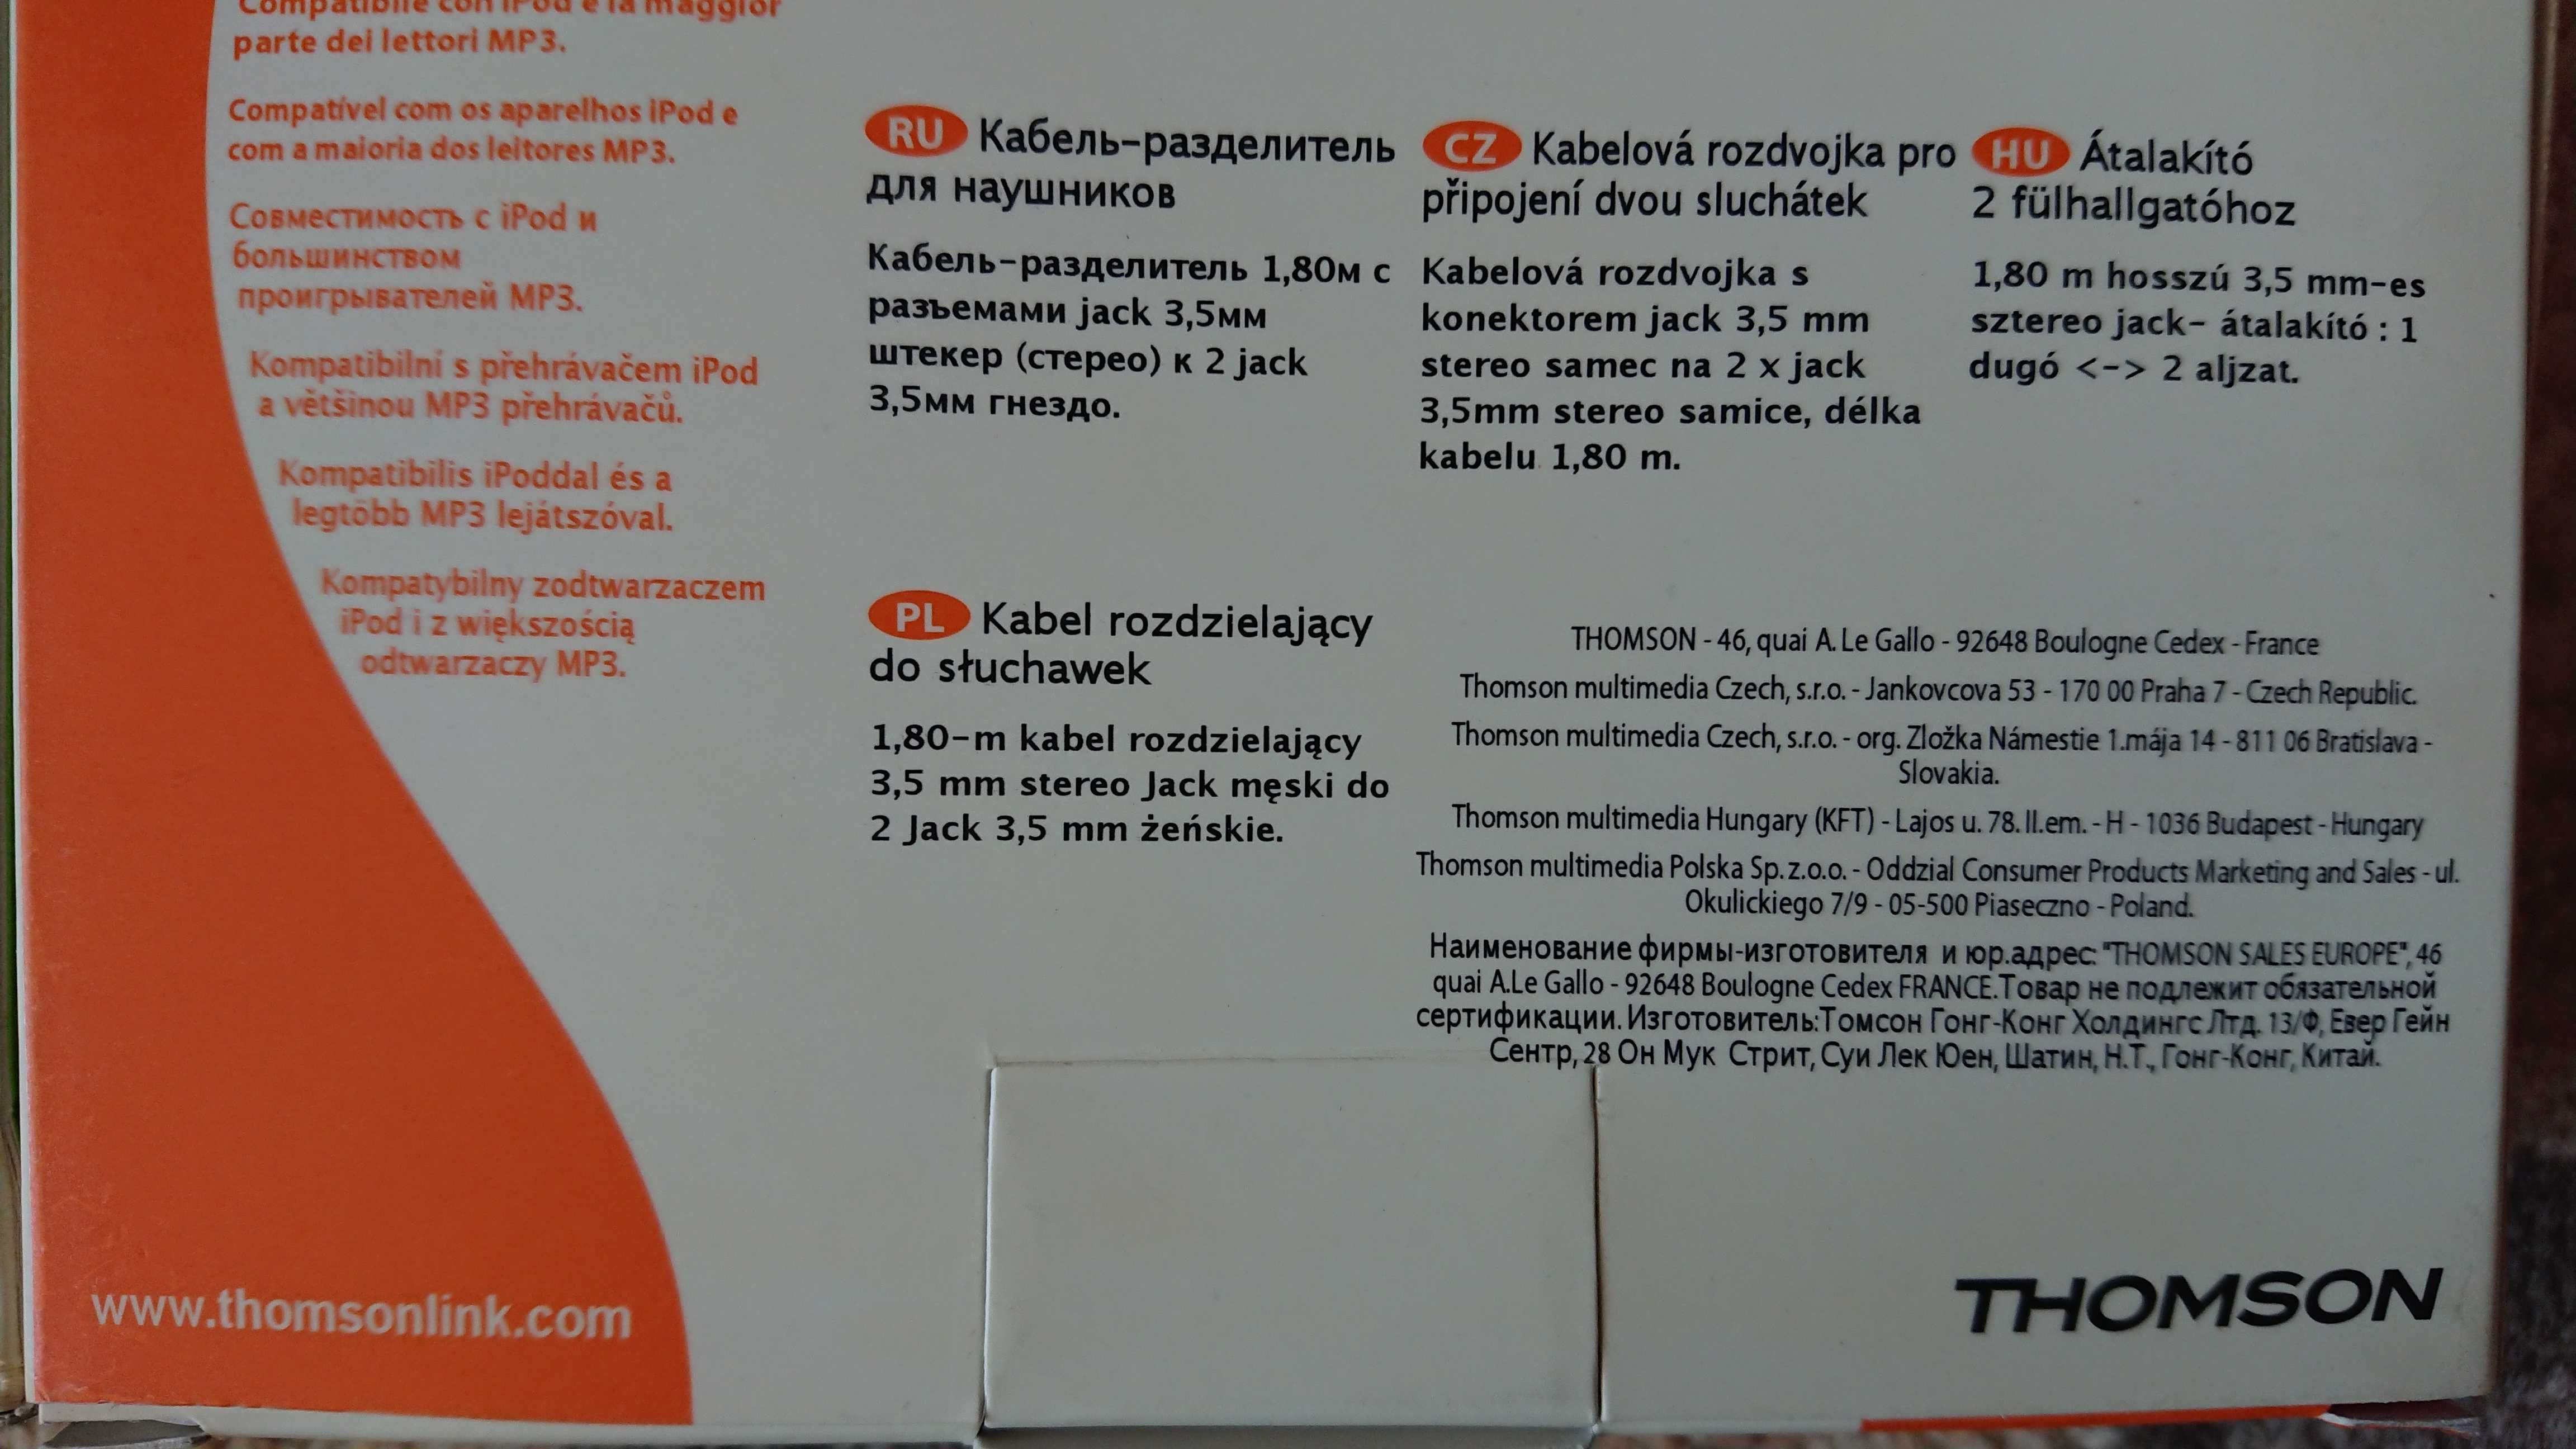 Compatibile con iPod e la maggior
parte dei lettori MP3.
Compatível com os aparelhos iPod e
com a maioria dos leitores MP3.
Совместимость с iPod и
большинством
проигрывателей MP3.
Kompatibilní s přehrávačem iPod
a většinou MP3 přehrávačů.
Kompatibilis iPoddal és a
legtöbb MP3 lejátszóval.
Kompatybilny zodtwarzaczem
iPod i z większością
odtwarzaczy MP3.
www.thomsonlink.com
RU Кабель-разделитель
для наушников
Кабель-разделитель 1,80м с
разъемами jack 3,5мм
штекер (стерео) к 2 jack
3,5мм гнездо.
CZ Kabelová rozdvojka pro
připojení dvou sluchátek
Kabelová rozdvojka s
konektorem jack 3,5 mm
stereo samec na 2 x jack
3,5mm stereo samice, délka
kabelu 1,80 m.
HU Átalakító
2 fülhallgatóhoz
1,80 m hosszú 3,5 mm-es
sztereo jack- átalakító : 1
dugó <-> 2 aljzat.
PL Kabel rozdzielający
do słuchawek
1,80-m kabel rozdzielający
3,5 mm stereo Jack męski do
2 Jack 3,5 mm żeńskie.
THOMSON - 46, quai A. Le Gallo - 92648 Boulogne Cedex - France
Thomson multimedia Czech, s.r.o. - Jankovcova 53 - 170 00 Praha 7 - Czech Republic.
Thomson multimedia Czech, s.r.o. - org. Zložka Námestie 1.mája 14 - 811 06 Bratislava -
Slovakia.
Thomson multimedia Hungary (KFT) - Lajos u. 78. II.em. - H - 1036 Budapest - Hungary
Thomson multimedia Polska Sp. z.o.o. - Oddzial Consumer Products Marketing and Sales - ul.
Okulickiego 7/9 - 05-500 Piaseczno - Poland.
Наименование фирмы-изготовителя и юр.адрес: "THOMSON SALES EUROPE", 46
quai A.Le Gallo - 92648 Boulogne Cedex FRANCE.Товар не подлежит обязательной
сертификации. Изготовитель:Томсон Гонг-Конг Холдингс Лтд. 13/Ф, Евер Гейн
Сентр, 28 Он Мук Стрит, Суи Лек Юен, Шатин, Н.Т., Гонг-Конг, Китай.
THOMSON